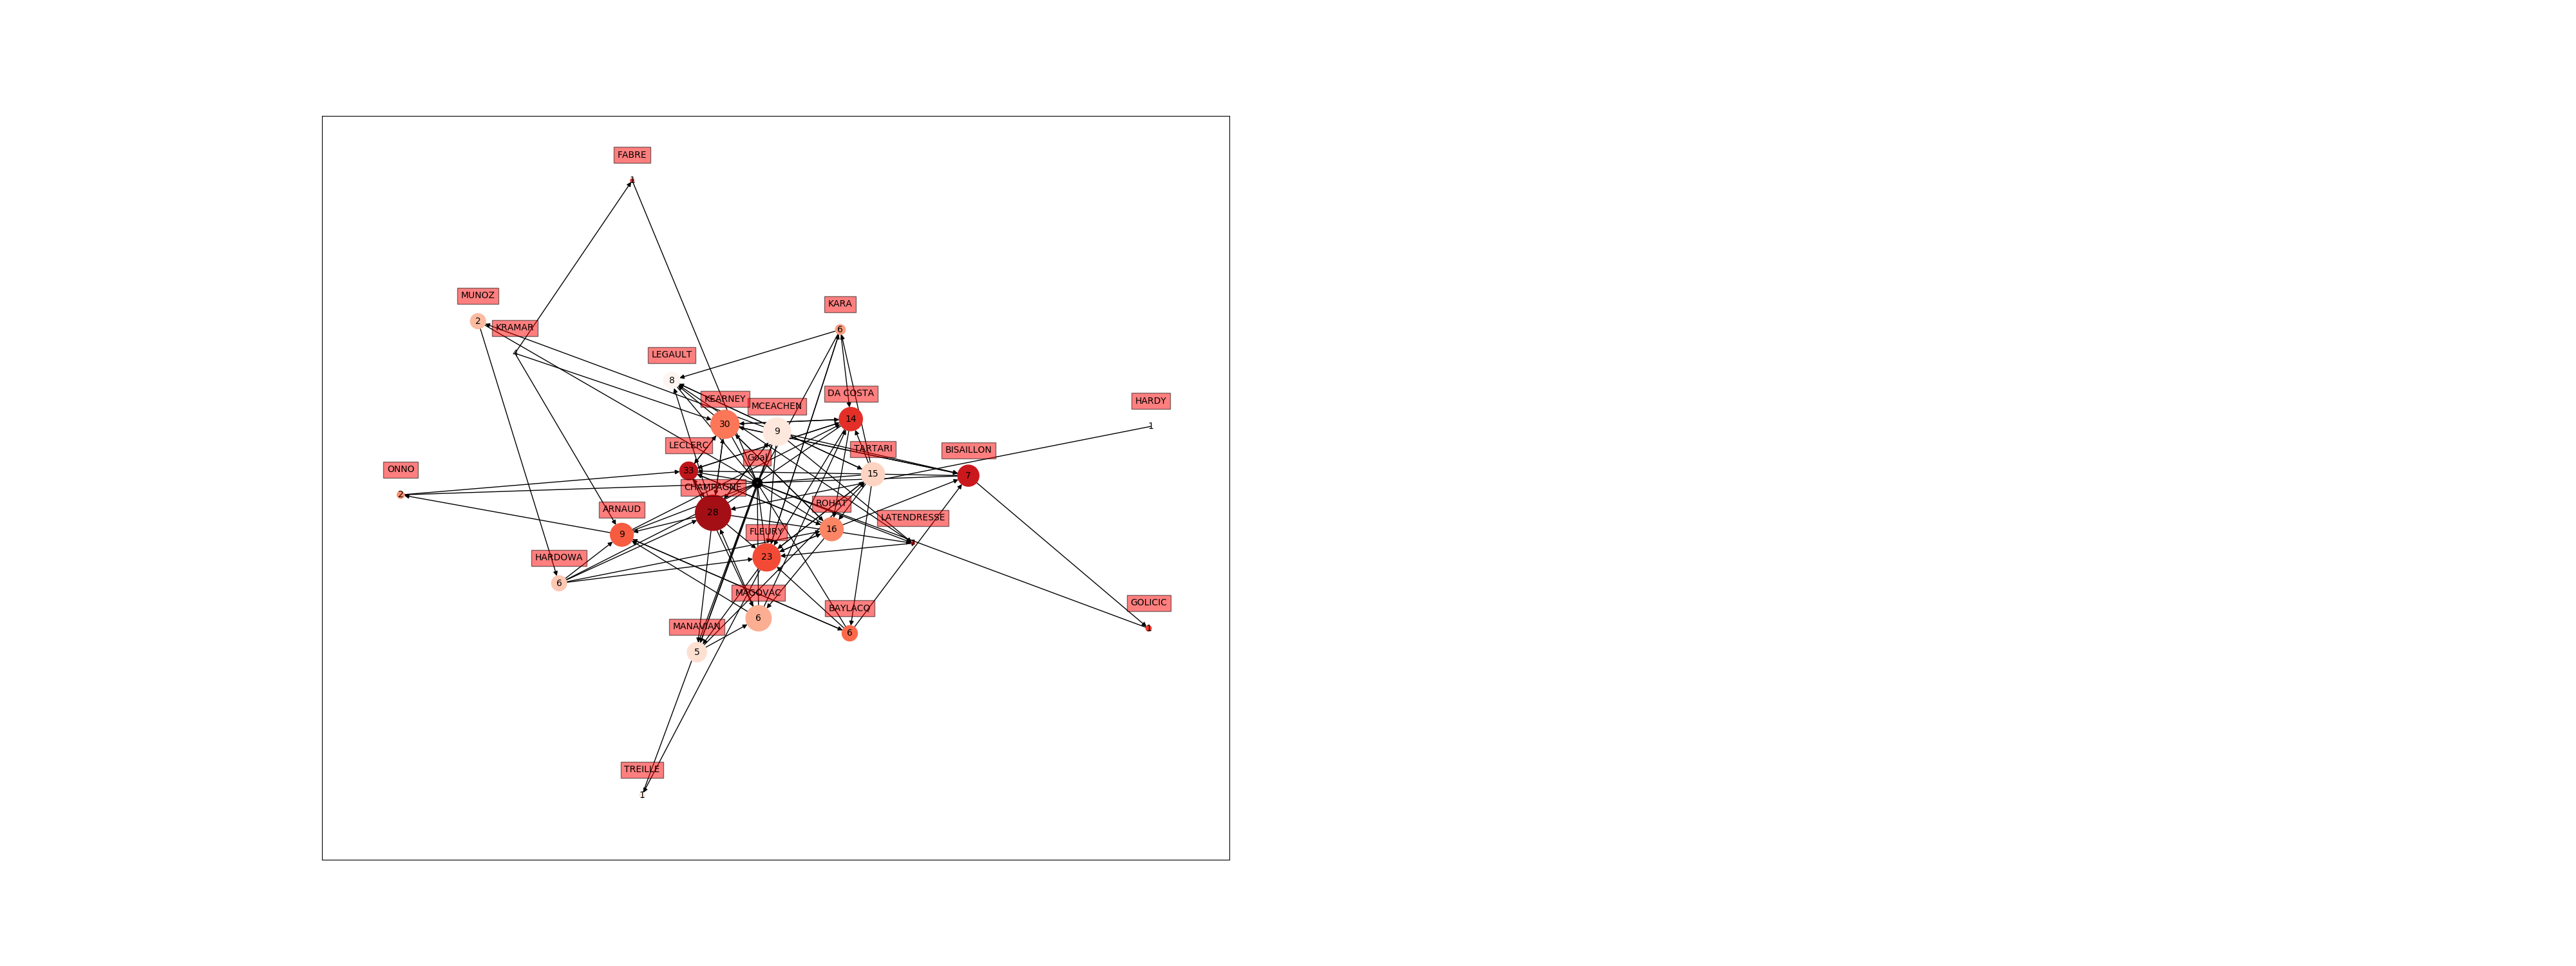 FABRE
1
MUNOZ
2
KRAMAR
4
KARA
6
LEGAULT
8
KEARNEY
30
MCEACHEN
9
DA COSTA
14
HARDY
1
LECLERC
33
Goal
TARTARI
15
BISAILLON
7
ONNO
2
CHAMPAGNE
28
ARNAUD
9
ROHAT
16
LATENDRESSE
FLEURY
23
HARDOWA
6
MAGOVAC
6
BAYLACQ
6
GOLICIC
1
MANAVIAN
5
TREILLE
1